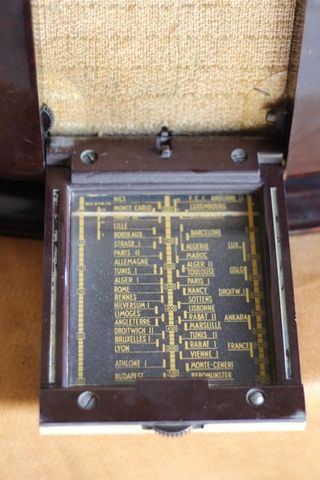 NICE
MONTE CARLO
LILLE
BORDEAUX
STRASB. I
PARIS II
ALLEMAGNE
TUNIS I
ALGER I
ROME
RENNES
HILVERSUM I
LIMOGES
ANGLETERRE
DROITWICH II
BRUXELLES I
LYON
ATHLONE I
BUDAPEST
ANDORRE
LUXEMBOURG
BARCELONE
ALGERIE
MAROC
ALGER II
TOULOUSE
PARIS I
NANCY
SOTTENS
LISBONNE
RABAT II
MARSEILLE
TUNIS II
RABAT I
VIENNE I
MONTE-CENERI
BEROMUNSTER
LUX.
OSLO
DROITW. I
ANKARA
FRANCE